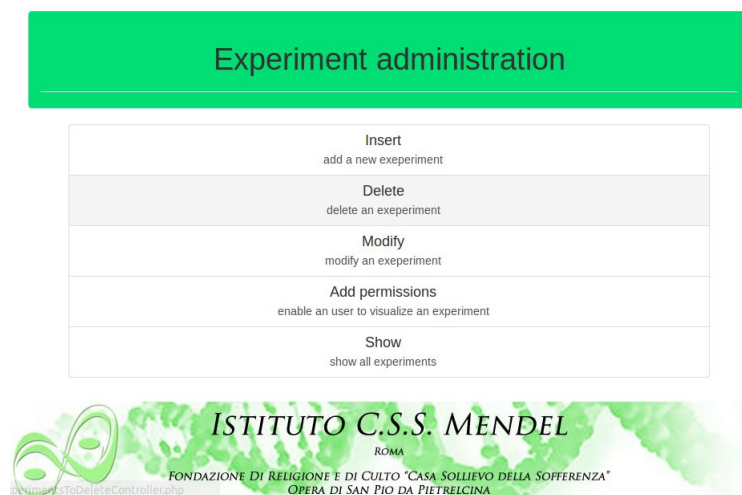 Experiment administration
Insert
add a new exeperiment
Delete
delete an exeperiment
Modify
modify an exeperiment
Add permissions
enable an user to visualize an experiment
Show
show all experiments
ISTITUTO C.S.S. MENDEL
ROMA
FONDAZIONE DI RELIGIONE E DI CULTO "CASA SOLLIEVO DELLA SOFFERENZA"
OPERA DI SAN PIO DA PIETRELCINA